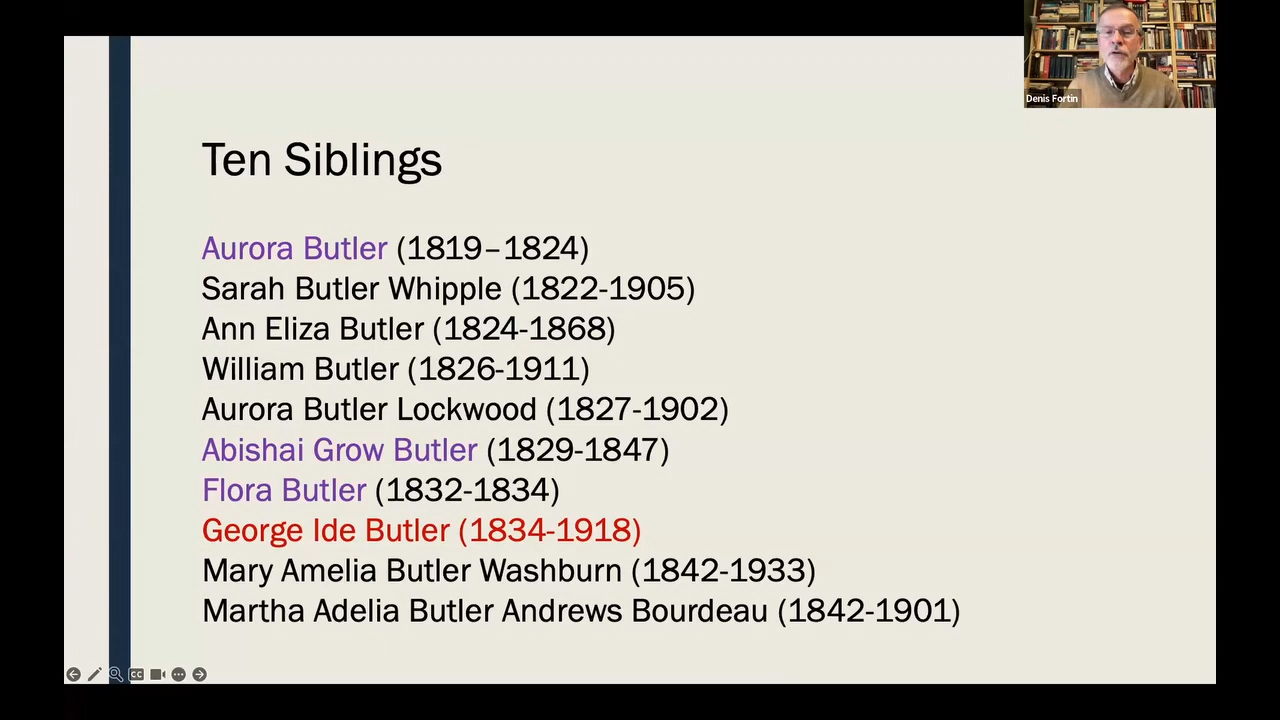 Denis Fortin
Ten Siblings
Aurora Butler (1819–1824)
Sarah Butler Whipple (1822-1905)
Ann Eliza Butler (1824-1868)
William Butler (1826-1911)
Aurora Butler Lockwood (1827-1902)
Abishai Grow Butler (1829-1847)
Flora Butler (1832-1834)
George Ide Butler (1834-1918)
Mary Amelia Butler Washburn (1842-1933)
Martha Adelia Butler Andrews Bourdeau (1842-1901)
CC